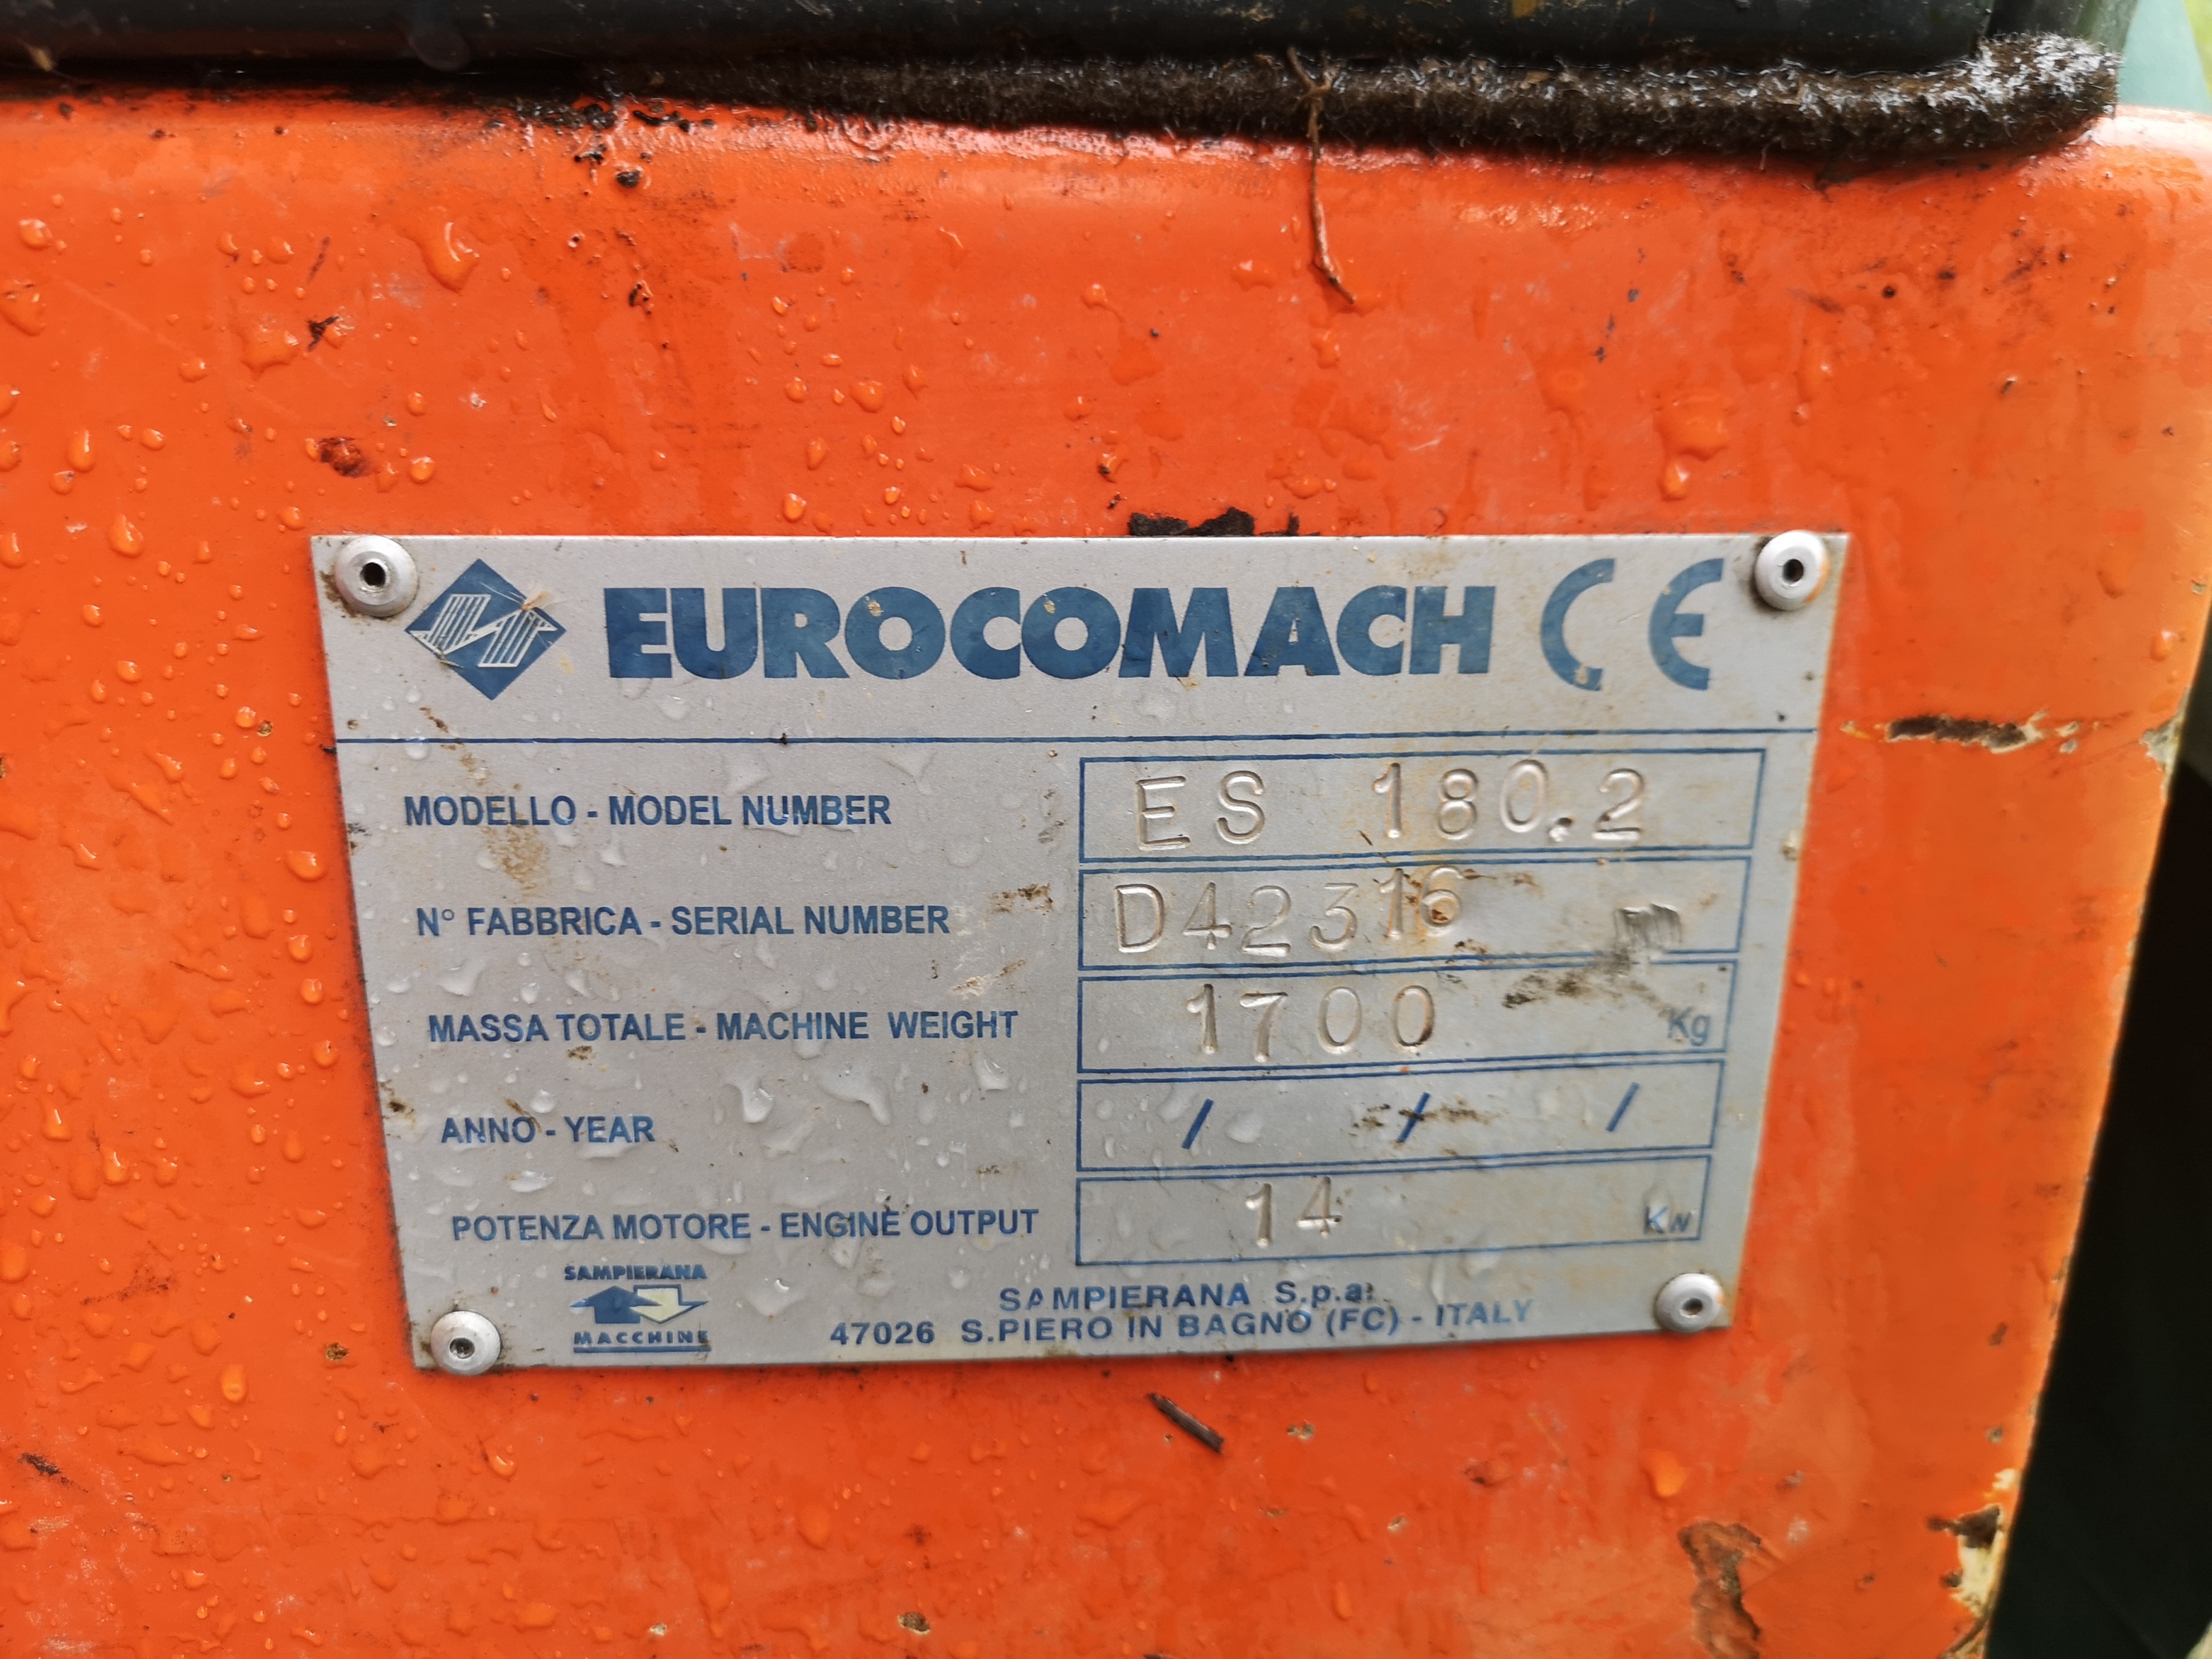 EUROCOMACH CE
MODELLO - MODEL NUMBER ES 180.2
N° FABBRICA - SERIAL NUMBER D42316
MASSA TOTALE - MACHINE WEIGHT 1700 Kg
ANNO - YEAR / / /
POTENZA MOTORE - ENGINE OUTPUT 14 KW
SAMPIERANA
MACCHINE
SAMPIERANA S.p.a.
47026 S.PIERO IN BAGNO (FC) - ITALY